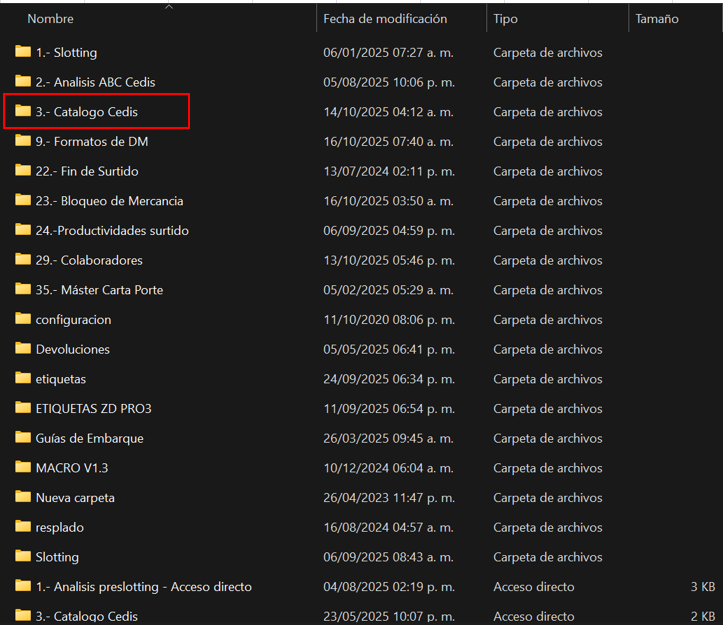 Nombre Fecha de modificación Tipo Tamaño
1.- Slotting 06/01/2025 07:27 a. m. Carpeta de archivos
2.- Analisis ABC Cedis 05/08/2025 10:06 p. m. Carpeta de archivos
3.- Catalogo Cedis 14/10/2025 04:12 a. m. Carpeta de archivos
9.- Formatos de DM 16/10/2025 07:40 a. m. Carpeta de archivos
22.- Fin de Surtido 13/07/2024 02:11 p. m. Carpeta de archivos
23.- Bloqueo de Mercancia 16/10/2025 03:50 a. m. Carpeta de archivos
24.-Productividades surtido 06/09/2025 04:59 p. m. Carpeta de archivos
29.- Colaboradores 13/10/2025 05:46 p. m. Carpeta de archivos
35.- Máster Carta Porte 05/02/2025 05:29 a. m. Carpeta de archivos
configuracion 11/10/2020 08:06 p. m. Carpeta de archivos
Devoluciones 05/05/2025 06:41 p. m. Carpeta de archivos
etiquetas 24/09/2025 06:34 p. m. Carpeta de archivos
ETIQUETAS ZD PRO3 11/09/2025 06:54 p. m. Carpeta de archivos
Guías de Embarque 26/03/2025 09:45 a. m. Carpeta de archivos
MACRO V1.3 10/12/2024 06:04 a. m. Carpeta de archivos
Nueva carpeta 26/04/2023 11:47 p. m. Carpeta de archivos
resplado 16/08/2024 04:57 a. m. Carpeta de archivos
Slotting 06/09/2025 08:43 a. m. Carpeta de archivos
1.- Analisis preslotting - Acceso directo 04/08/2025 02:19 p. m. Acceso directo 3 KB
3.- Catalogo Cedis 23/05/2025 10:07 p. m. Acceso directo 2 KB